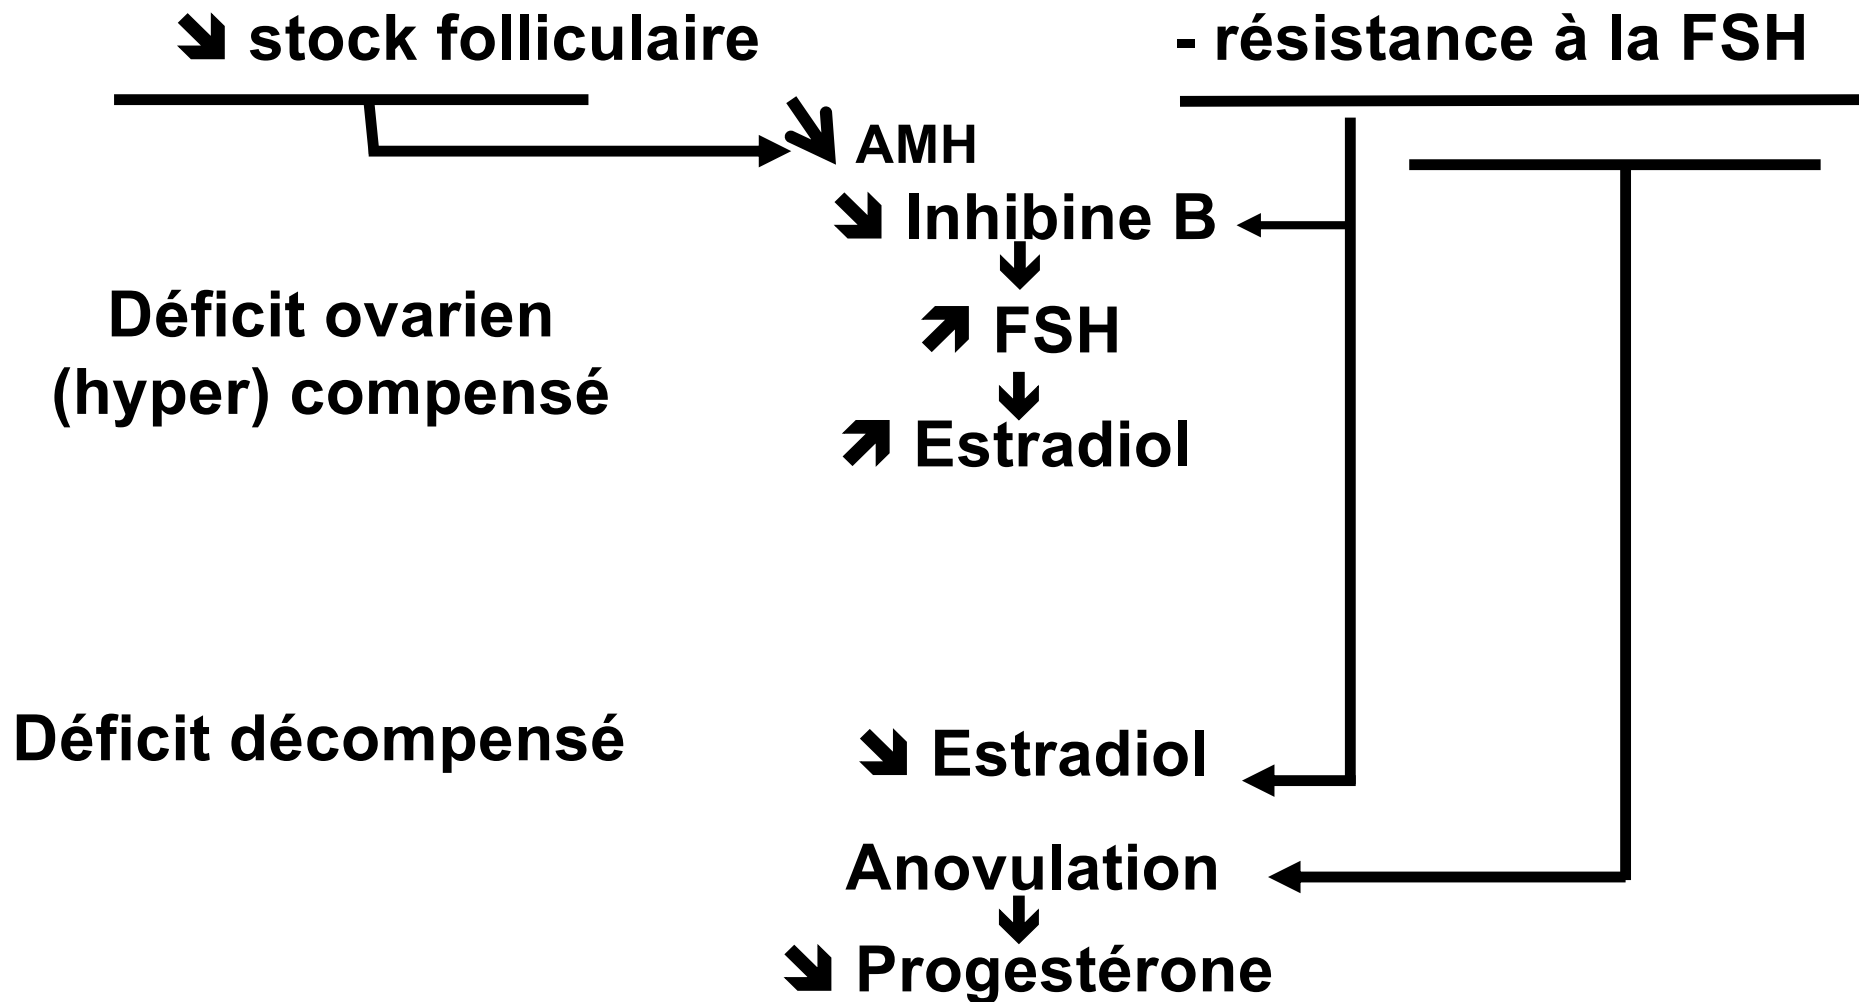 ↘ stock folliculaire
- résistance à la FSH
↘ AMH
↘ Inhibine B
↗ FSH
↗ Estradiol
Déficit ovarien
(hyper) compensé
Déficit décompensé
↘ Estradiol
Anovulation
↘ Progestérone